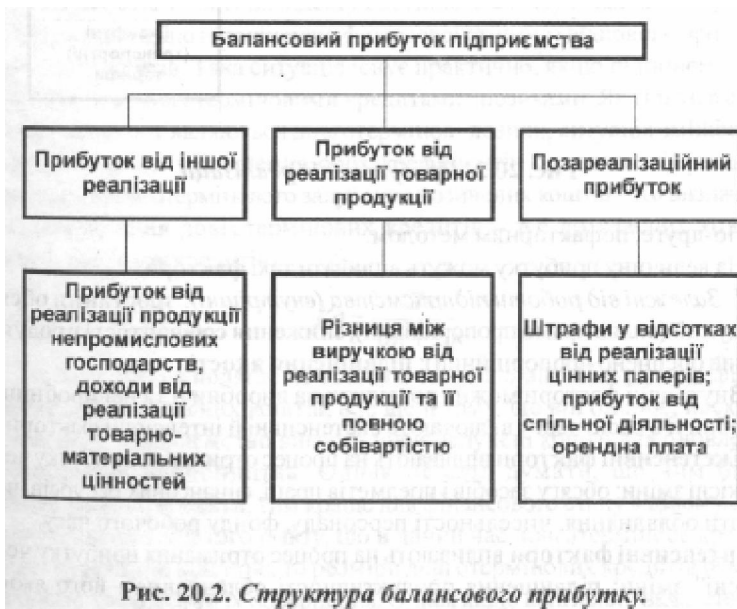 Балансовий прибуток підприємства
Прибуток від іншої
реалізації
Прибуток від
реалізації товарної
продукції
Позареалізаційний
прибуток
Прибуток від
реалізації продукції
непромислових
господарств,
доходи від
реалізації
товарно-
матеріальних
цінностей
Різниця між
виручкою від
реалізації товарної
продукції та її
повною
собівартістю
Штрафи у відсотках
від реалізації
цінних паперів;
прибуток від
спільної діяльності;
орендна плата
Рис. 20.2. Структура балансового прибутку.